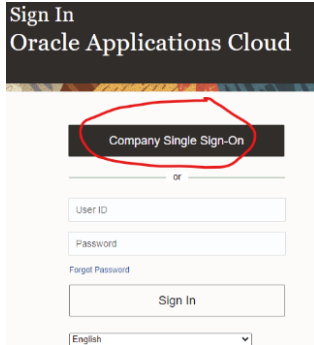 Sign In
Oracle Applications Cloud
Company Single Sign-On
or
User ID
Password
Forgot Password
Sign In
English